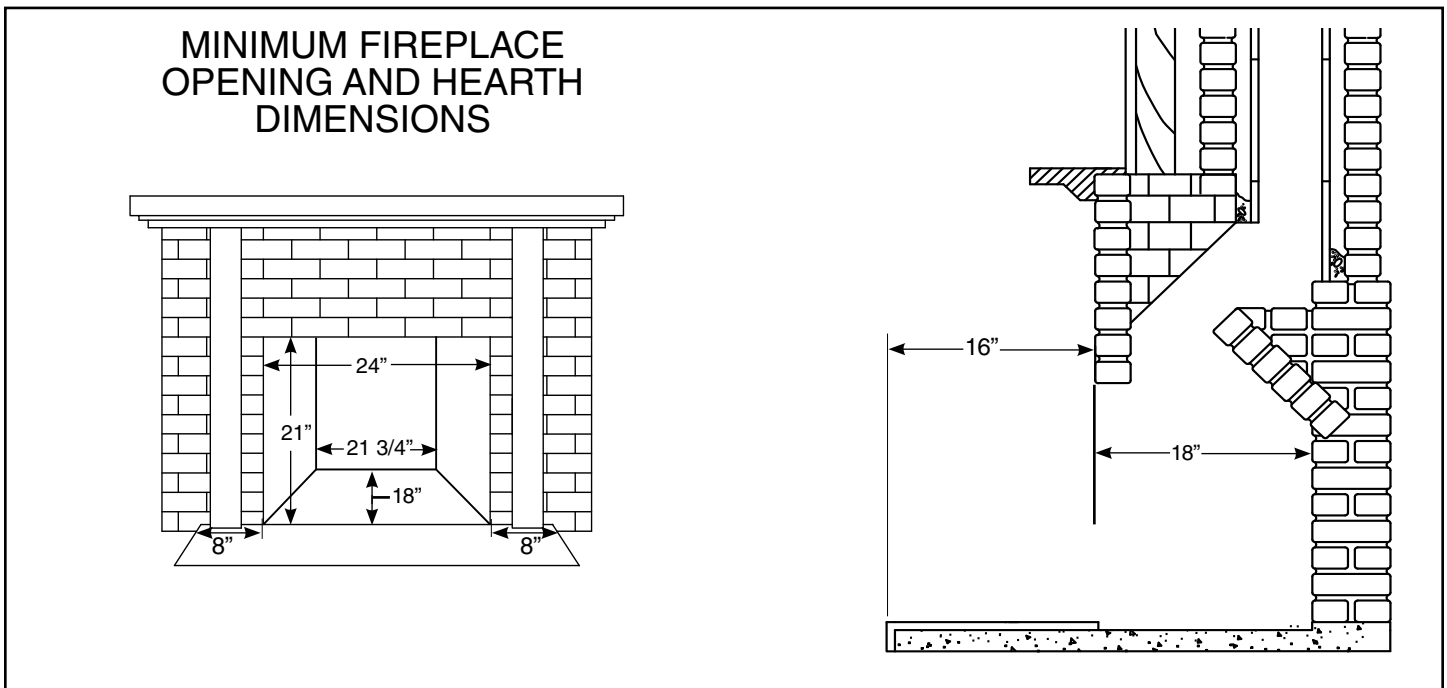 MINIMUM FIREPLACE
OPENING AND HEARTH
DIMENSIONS
24”
21”
21 3/4”
18”
8”
8”
16”
18”